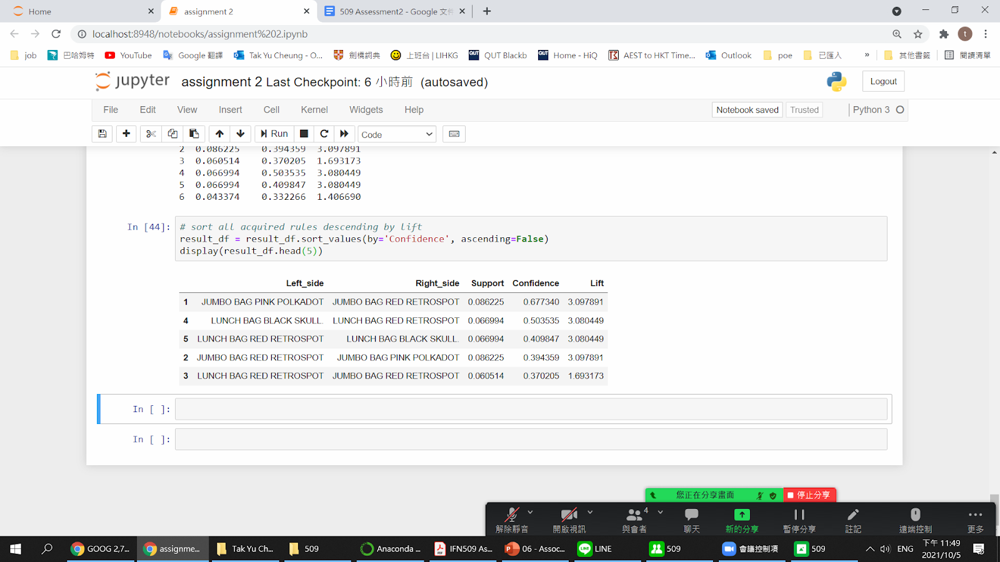 Home
assignment 2
509 Assessment2 - Google 文件
localhost:8948/notebooks/assignment%202.ipynb
t
job
巴哈姆特
YouTube
Google 翻譯
Tak Yu Cheung - O...
劍橋詞典
上班台 | LIHKG
QUT Blackb
Home - HiQ
AEST to HKT Time...
Outlook
poe
已匯入
»
其他書籤
閱讀清單
jupyter assignment 2 Last Checkpoint: 6 小時前 (autosaved)
Logout
File Edit View Insert Cell Kernel Widgets Help
Notebook saved
Trusted
Python 3
Run
Code
2 0.086225 0.394359 3.097891
3 0.060514 0.370205 1.693173
4 0.066994 0.503535 3.080449
5 0.066994 0.409847 3.080449
6 0.043374 0.332266 1.406690
In [44]: # sort all acquired rules descending by lift
result_df = result_df.sort_values(by='Confidence', ascending=False)
display(result_df.head(5))
Left_side Right_side Support Confidence Lift
1 JUMBO BAG PINK POLKADOT JUMBO BAG RED RETROSPOT 0.086225 0.677340 3.097891
4 LUNCH BAG BLACK SKULL. LUNCH BAG RED RETROSPOT 0.066994 0.503535 3.080449
5 LUNCH BAG RED RETROSPOT LUNCH BAG BLACK SKULL. 0.066994 0.409847 3.080449
2 JUMBO BAG RED RETROSPOT JUMBO BAG PINK POLKADOT 0.086225 0.394359 3.097891
3 LUNCH BAG RED RETROSPOT JUMBO BAG RED RETROSPOT 0.060514 0.370205 1.693173
In [ ]:
In [ ]:
您正在分享畫面
停止分享
4
解除靜音
開啟視訊
與會者
聊天
新的分享
暫停分享
註記
遠端控制
更多
GOOG 2,7...
assignme...
Tak Yu Ch...
509
Anaconda ...
IFN509 As...
06 - Assoc...
LINE
509
會議控制項
509
ENG
下午 11:49
2021/10/5